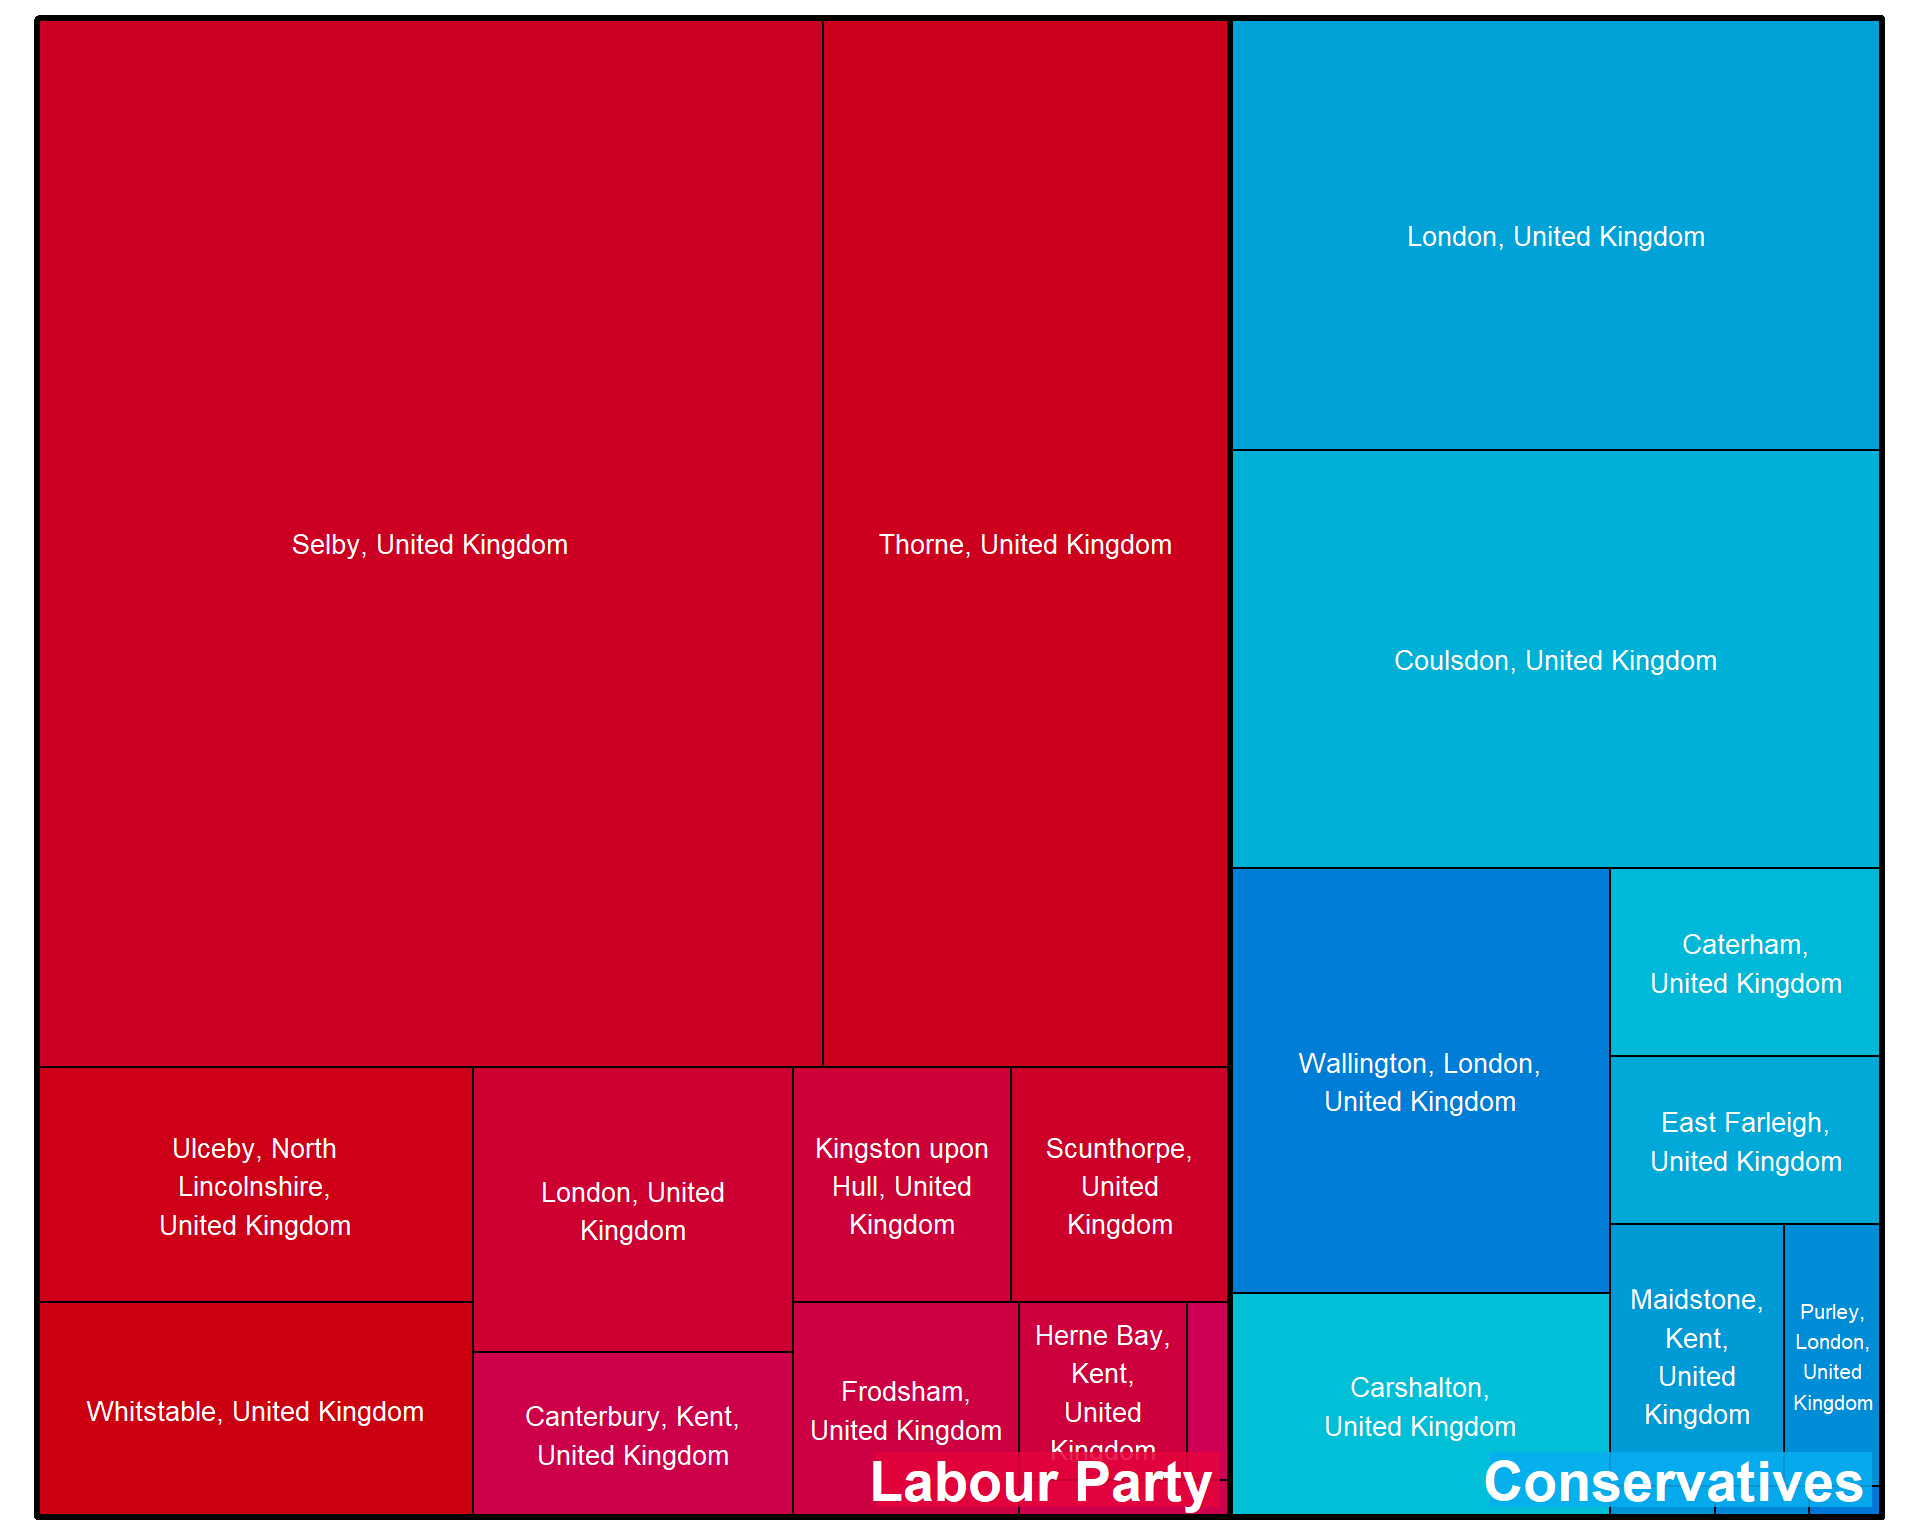 Selby, United Kingdom
Thorne, United Kingdom
Ulceby, North
Lincolnshire,
United Kingdom
Whitstable, United Kingdom
London, United
Kingdom
Canterbury, Kent,
United Kingdom
Kingston upon
Hull, United
Kingdom
Scunthorpe,
United
Kingdom
Frodsham,
United Kingdom
Herne Bay,
Kent,
United
Kingdom
Labour Party
London, United Kingdom
Coulsdon, United Kingdom
Wallington, London,
United Kingdom
Caterham,
United Kingdom
East Farleigh,
United Kingdom
Carshalton,
United Kingdom
Maidstone,
Kent,
United
Kingdom
Purley,
London,
United
Kingdom
Conservatives